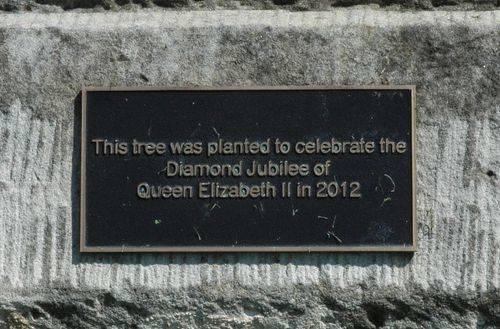 This tree was planted to celebrate the
Diamond Jubilee of
Queen Elizabeth II in 2012